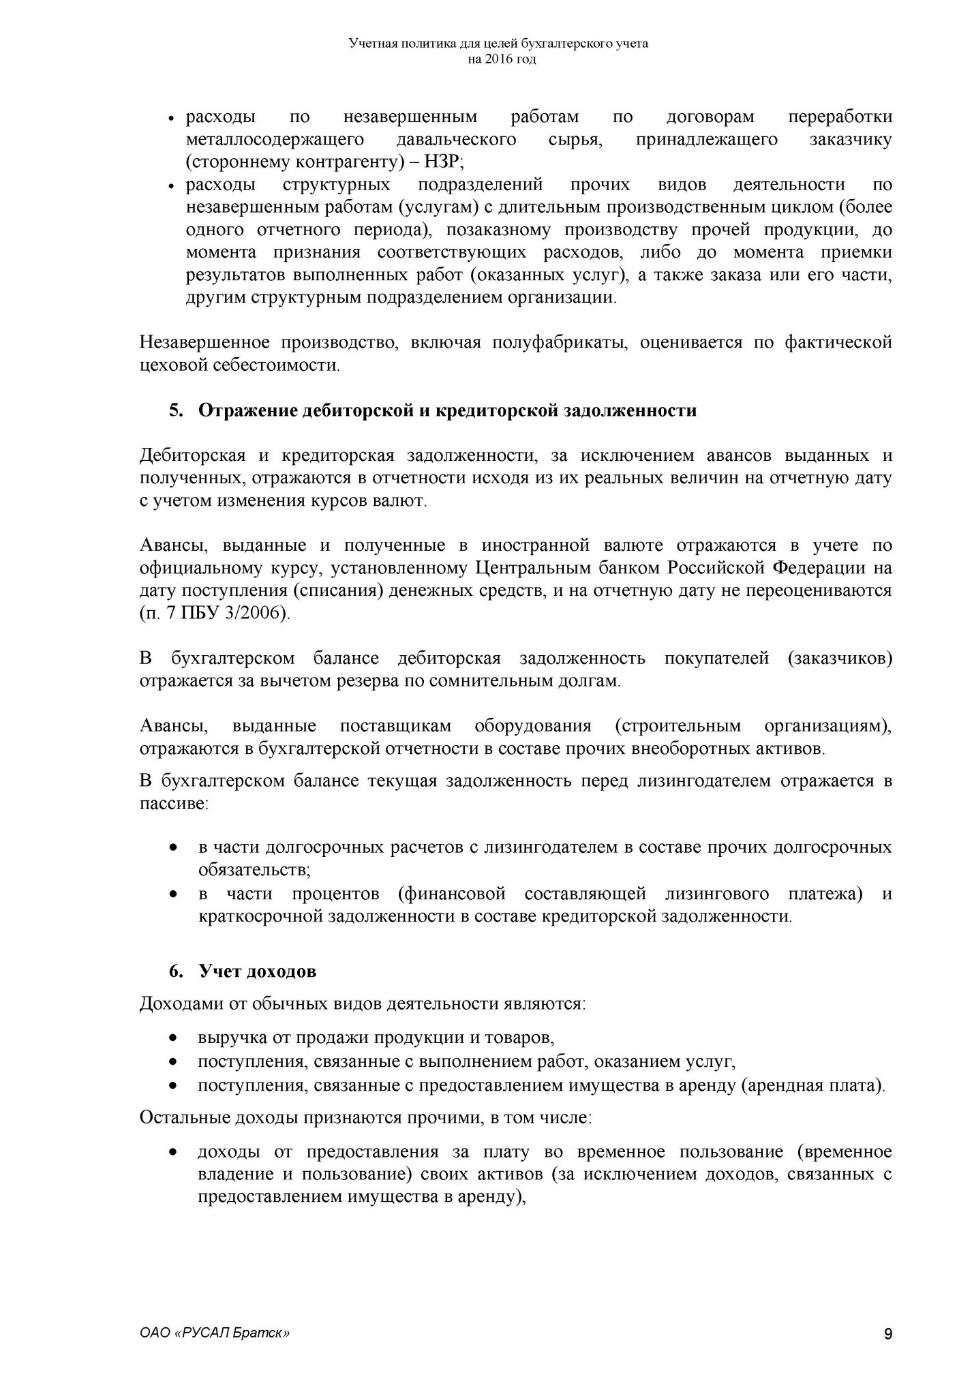 Учетная политика для целей бухгалтерского учета
на 2016 год
• расходы по незавершенным работам по договорам переработки
металлосодержащего давальческого сырья, принадлежащего заказчику
(стороннему контрагенту) – НЗР;
• расходы структурных подразделений прочих видов деятельности по
незавершенным работам (услугам) с длительным производственным циклом (более
одного отчетного периода), позаказному производству прочей продукции, до
момента признания соответствующих расходов, либо до момента приемки
результатов выполненных работ (оказанных услуг), а также заказа или его части,
другим структурным подразделением организации.
Незавершенное производство, включая полуфабрикаты, оценивается по фактической
цеховой себестоимости.
5. Отражение дебиторской и кредиторской задолженности
Дебиторская и кредиторская задолженности, за исключением авансов выданных и
полученных, отражаются в отчетности исходя из их реальных величин на отчетную дату
с учетом изменения курсов валют.
Авансы, выданные и полученные в иностранной валюте отражаются в учете по
официальному курсу, установленному Центральным банком Российской Федерации на
дату поступления (списания) денежных средств, и на отчетную дату не переоцениваются
(п. 7 ПБУ 3/2006).
В бухгалтерском балансе дебиторская задолженность покупателей (заказчиков)
отражается за вычетом резерва по сомнительным долгам.
Авансы, выданные поставщикам оборудования (строительным организациям),
отражаются в бухгалтерской отчетности в составе прочих внеоборотных активов.
В бухгалтерском балансе текущая задолженность перед лизингодателем отражается в
пассиве:
• в части долгосрочных расчетов с лизингодателем в составе прочих долгосрочных
обязательств;
• в части процентов (финансовой составляющей лизингового платежа) и
краткосрочной задолженности в составе кредиторской задолженности.
6. Учет доходов
Доходами от обычных видов деятельности являются:
• выручка от продажи продукции и товаров,
• поступления, связанные с выполнением работ, оказанием услуг,
• поступления, связанные с предоставлением имущества в аренду (арендная плата).
Остальные доходы признаются прочими, в том числе:
• доходы от предоставления за плату во временное пользование (временное
владение и пользование) своих активов (за исключением доходов, связанных с
предоставлением имущества в аренду),
ОАО «РУСАЛ Братск»
9